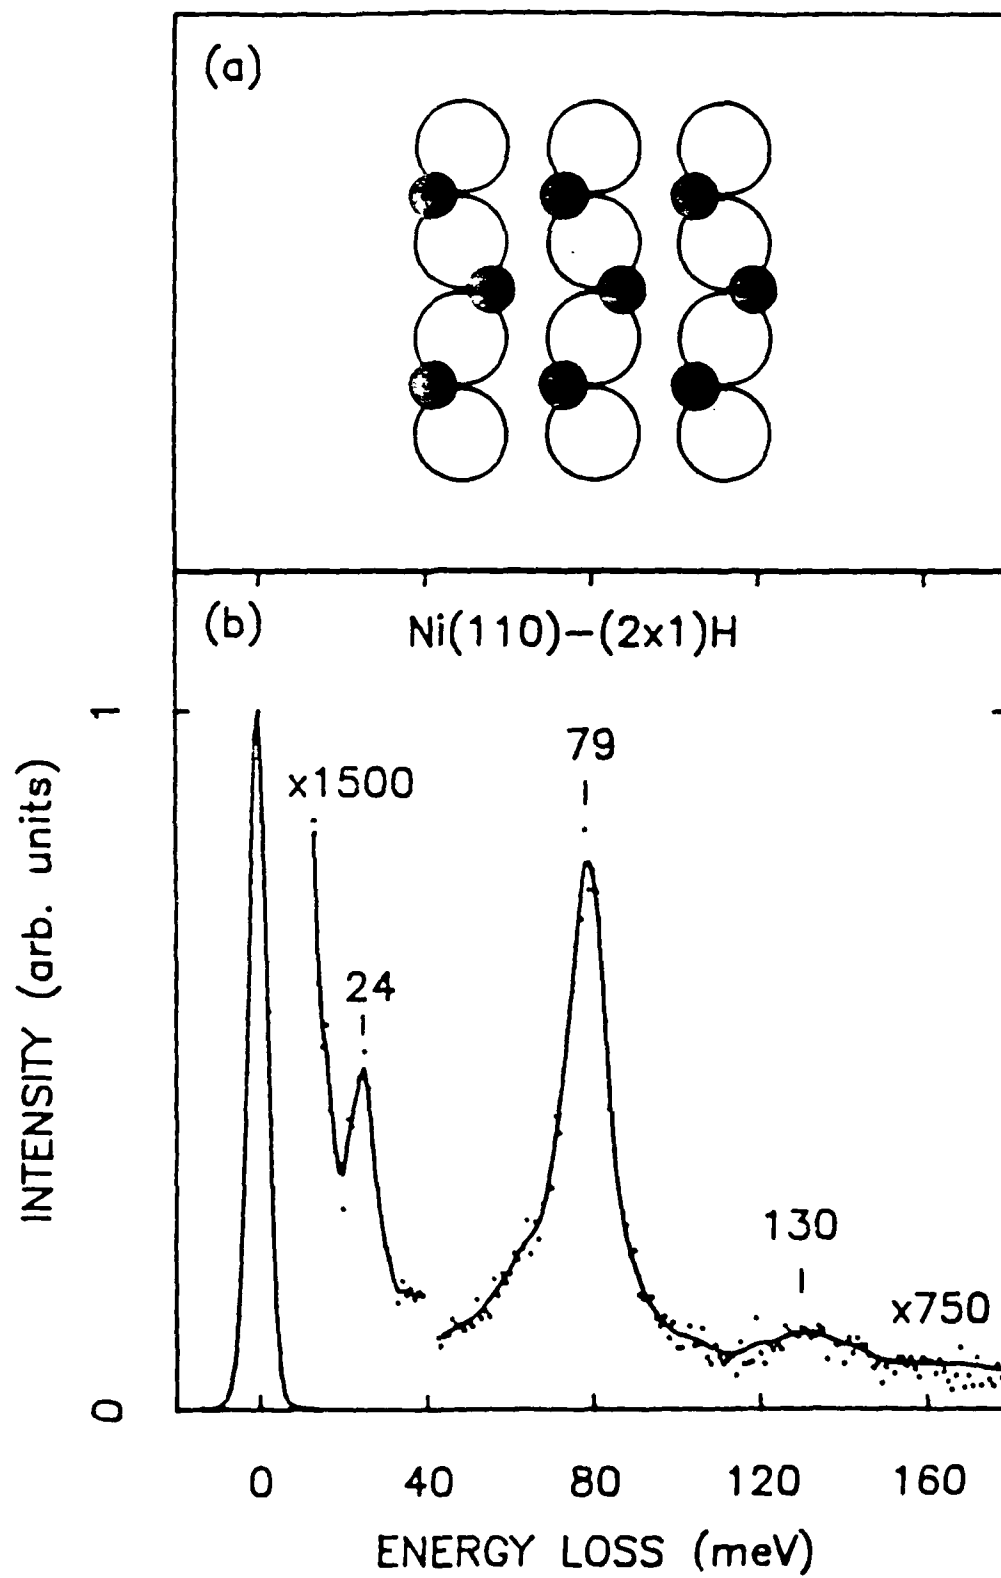 (a)
(b)
Ni(110)-(2x1)H
1
79
x1500
24
130
x750
INTENSITY (arb. units)
0
0 40 80 120 160
ENERGY LOSS (meV)